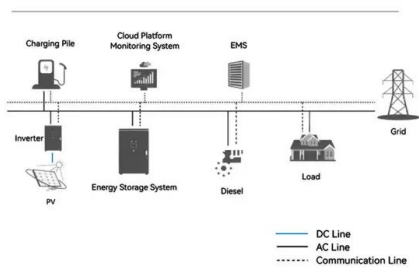 Charging Pile
Cloud Platform
Monitoring System
EMS
Grid
Inverter
PV
Energy Storage System
Diesel
Load
DC Line
AC Line
Communication Line